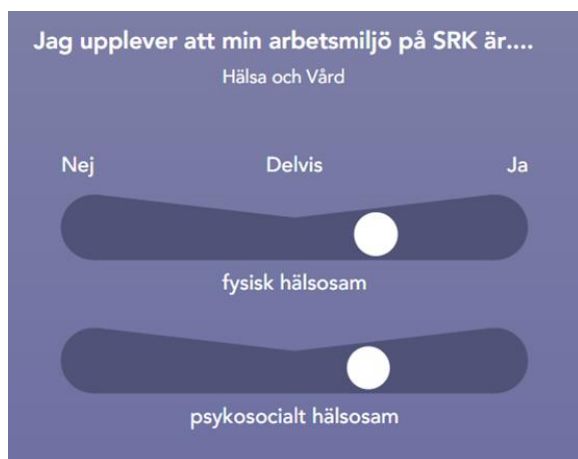 Jag upplever att min arbetsmiljö på SRK är....
Hälsa och Vård
Nej Delvis Ja
fysisk hälsosam
psykosocialt hälsosam